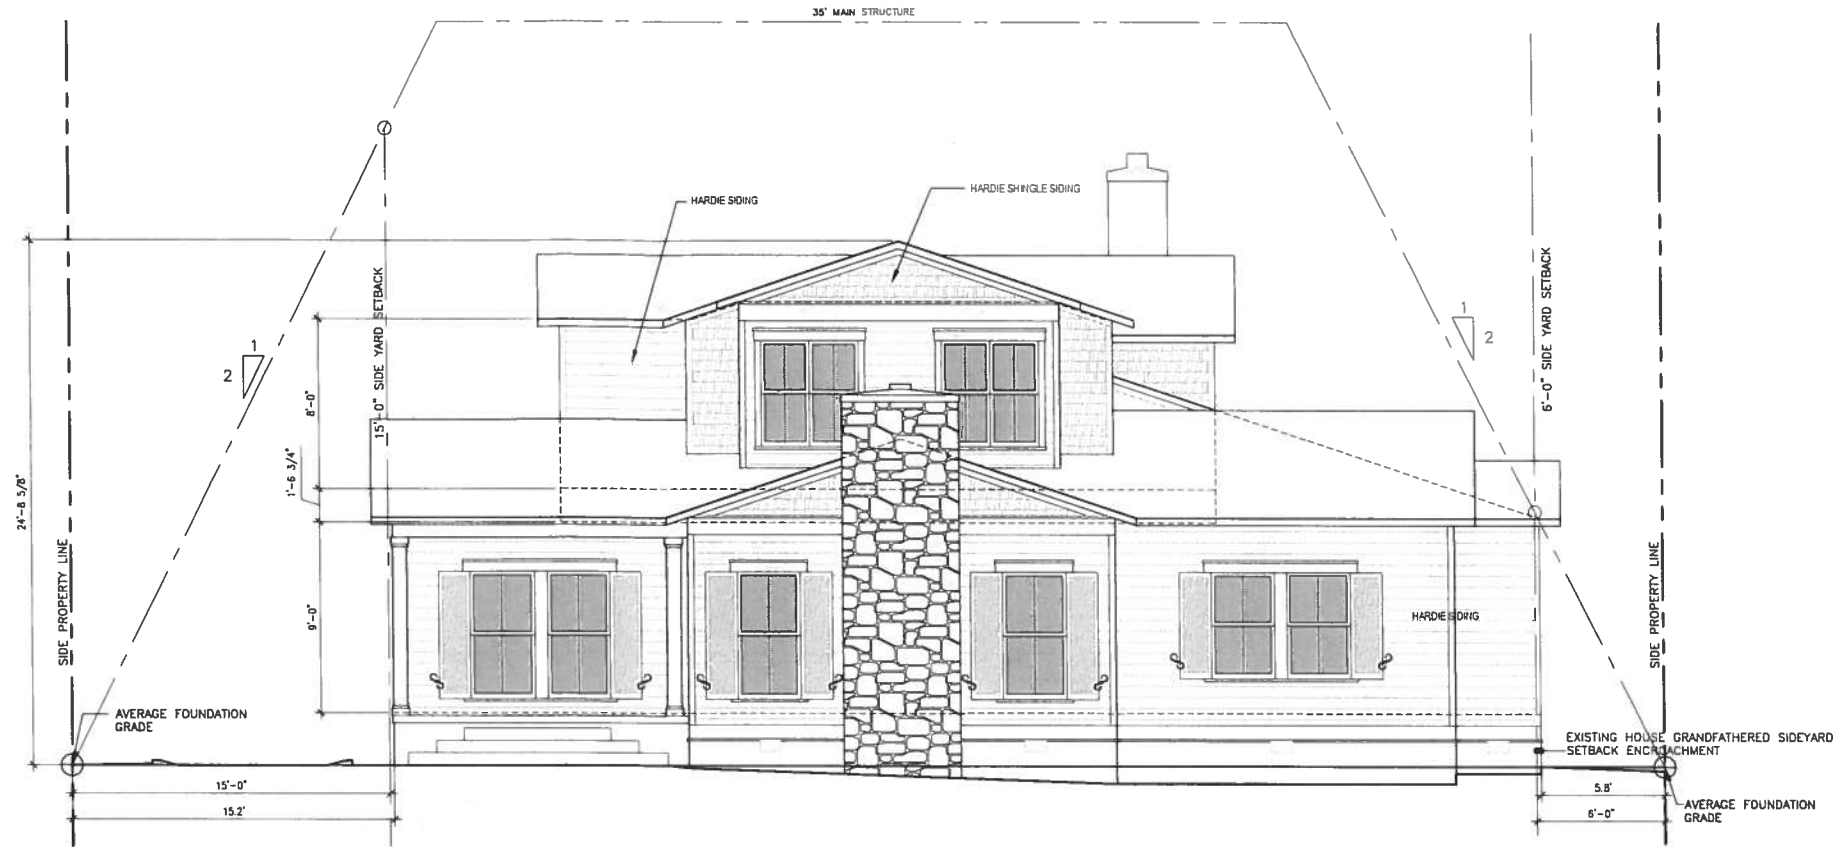 35' MAIN STRUCTURE
HARDIE SIDING
HARDIE SHINGLE SIDING
15'-0" SIDE YARD SETBACK
6'-0" SIDE YARD SETBACK
1
2
1
2
8'-0"
1'-6 3/4"
24'-8 5/8"
9'-0"
SIDE PROPERTY LINE
SIDE PROPERTY LINE
HARDIE SIDING
AVERAGE FOUNDATION
GRADE
EXISTING HOUSE GRANDFATHERED SIDEYARD
SETBACK ENCROACHMENT
15'-0"
15.2'
5.8'
6'-0"
AVERAGE FOUNDATION
GRADE